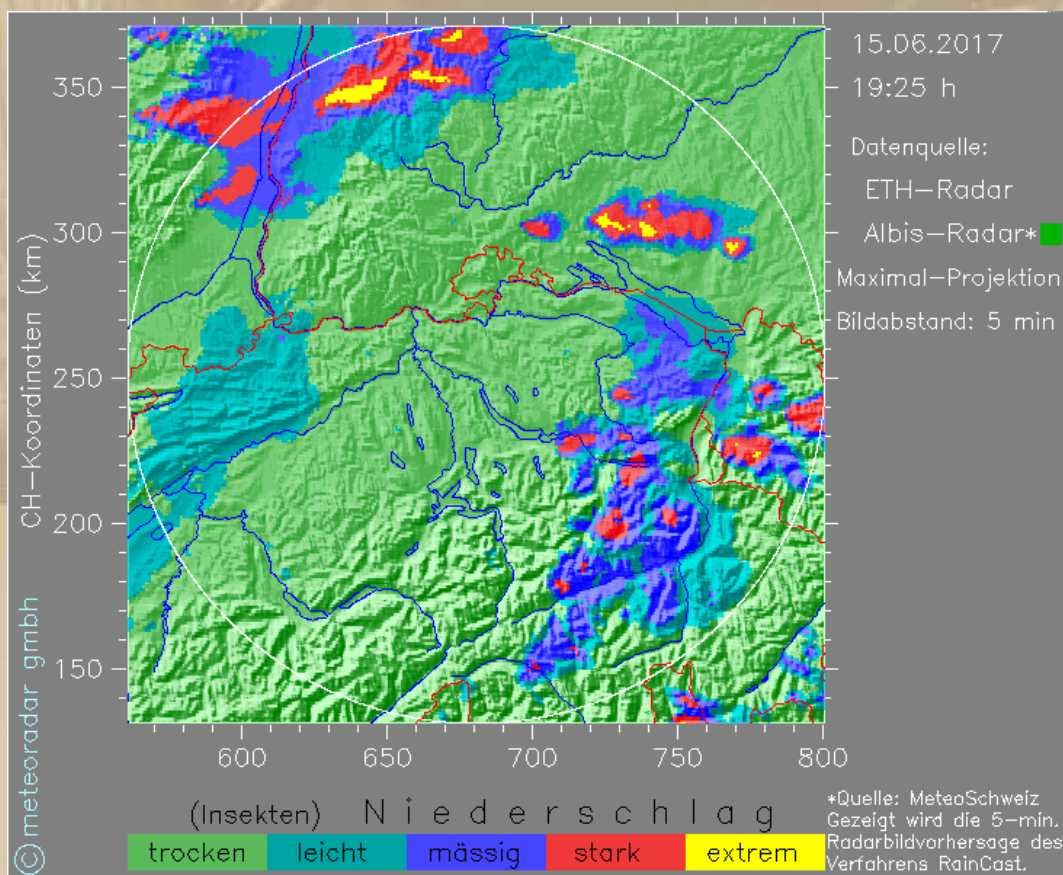 15.06.2017
19:25 h
Datenquelle:
ETH-Radar
Albis-Radar*
Maximal-Projektion
Bildabstand: 5 min
CH-Koordinaten (km)
350
300
250
200
150
600
650
700
750
800
© meteoradar gmbh
(Insekten) Niederschlag
trocken leicht mässig stark extrem
*Quelle: MeteoSchweiz
Gezeigt wird die 5-min.
Radarbildvorhersage des
Verfahrens RainCast.